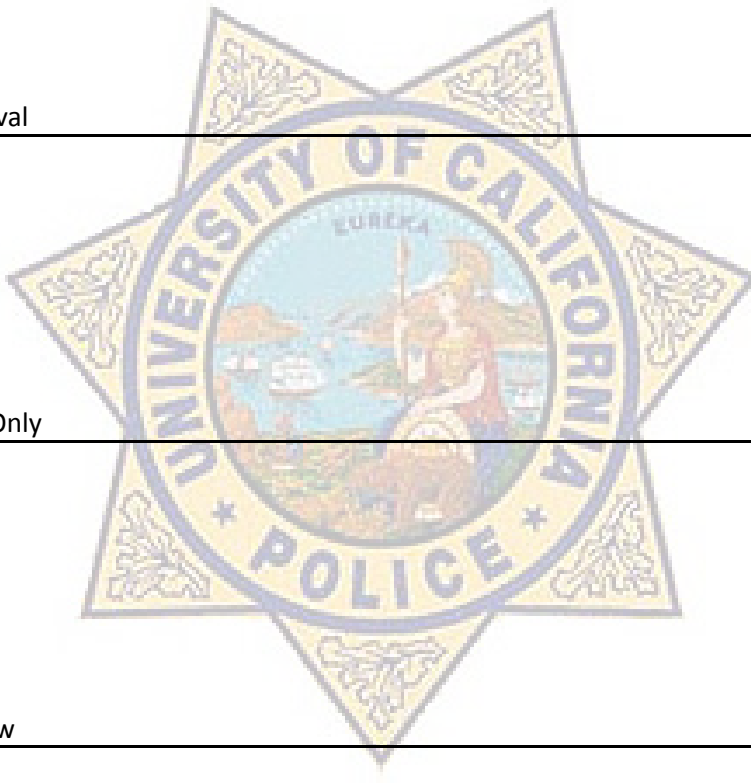 val
UNIVERSITY OF CALIFORNIA
EUREKA
Only
* POLICE *
w